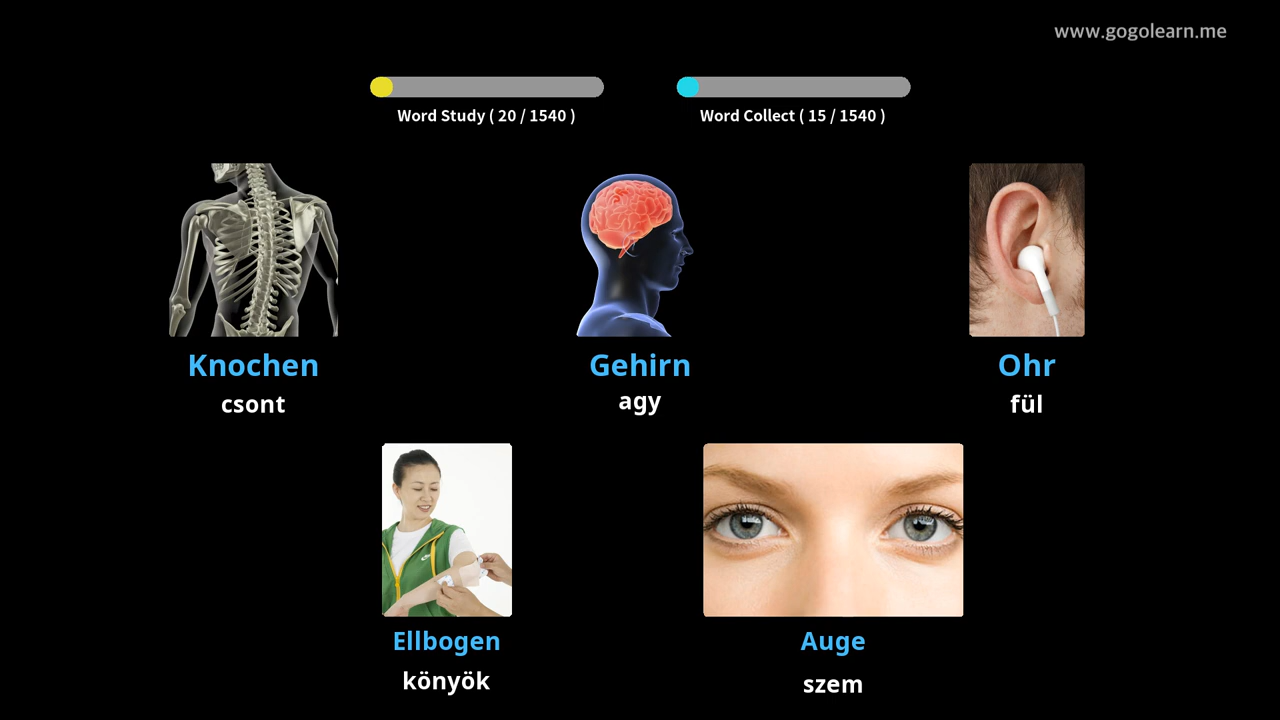 www.gogolearn.me
Word Study ( 20 / 1540 )
Word Collect ( 15 / 1540 )
Knochen
csont
Gehirn
agy
Ohr
fül
Ellbogen
könyök
Auge
szem